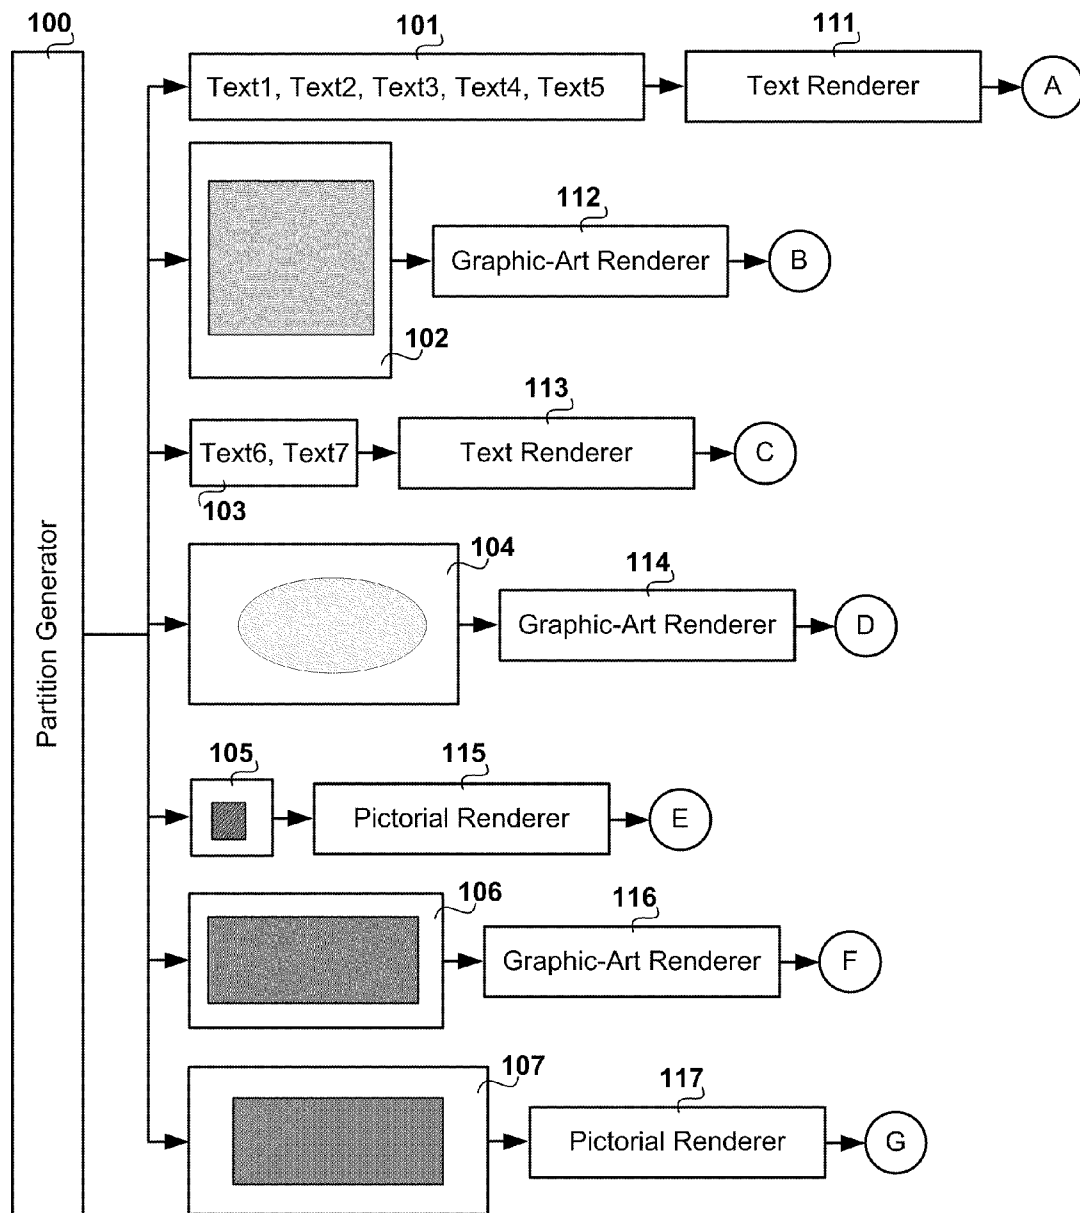 100
101
111
Text1, Text2, Text3, Text4, Text5
Text Renderer
A
112
Graphic-Art Renderer
B
102
113
Text6, Text7
Text Renderer
C
103
104
114
Graphic-Art Renderer
D
Partition Generator
105
115
Pictorial Renderer
E
106
116
Graphic-Art Renderer
F
107
117
Pictorial Renderer
G